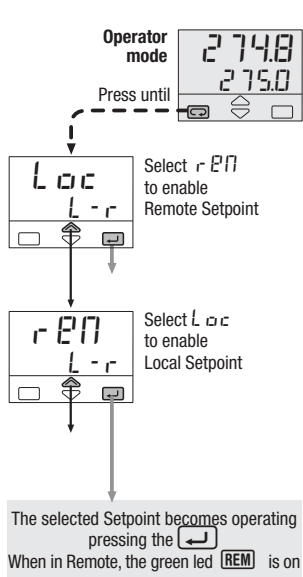 Operator
mode
274.8
275.0
Press until
Loc
L-r
Select rEM
to enable
Remote Setpoint
rEM
L-r
Select Loc
to enable
Local Setpoint
The selected Setpoint becomes operating
pressing the
When in Remote, the green led REM is on